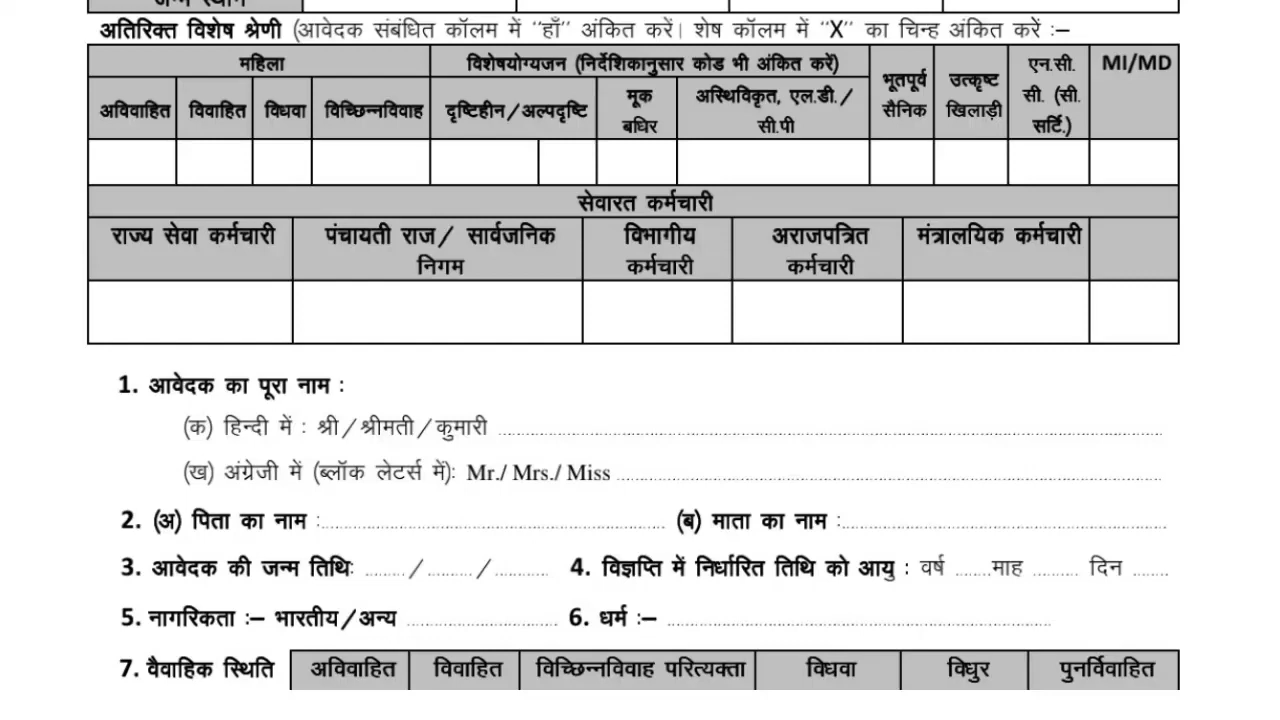 जन्म स्थान
अतिरिक्त विशेष श्रेणी (आवेदक संबंधित कॉलम में ‘‘हाँ’’ अंकित करें। शेष कॉलम में ‘‘X’’ का चिन्ह अंकित करें :–
महिला विशेषयोग्यजन (निर्देशिकानुसार कोड भी अंकित करें) भूतपूर्व सैनिक उत्कृष्ट खिलाड़ी एन.सी.सी. (सी. सर्टि.) MI/MD
अविवाहित विवाहित विधवा विच्छिन्नविवाह दृष्टिहीन/अल्पदृष्टि मूक बधिर अस्थिविकृत, एल.डी./सी.पी
सेवारत कर्मचारी
राज्य सेवा कर्मचारी पंचायती राज/ सार्वजनिक निगम विभागीय कर्मचारी अराजपत्रित कर्मचारी मंत्रालयिक कर्मचारी
1. आवेदक का पूरा नाम :
(क) हिन्दी में : श्री/श्रीमती/कुमारी ........................
(ख) अंग्रेजी में (ब्लॉक लेटर्स में): Mr./ Mrs./ Miss ........................
2. (अ) पिता का नाम :........................ (ब) माता का नाम :........................
3. आवेदक की जन्म तिथि: ......../........./........... 4. विज्ञप्ति में निर्धारित तिथि को आयु : वर्ष .......माह ......... दिन .......
5. नागरिकता :– भारतीय/अन्य ........................ 6. धर्म :– ........................
7. वैवाहिक स्थिति अविवाहित विवाहित विच्छिन्नविवाह परित्यक्ता विधवा विधुर पुनर्विवाहित